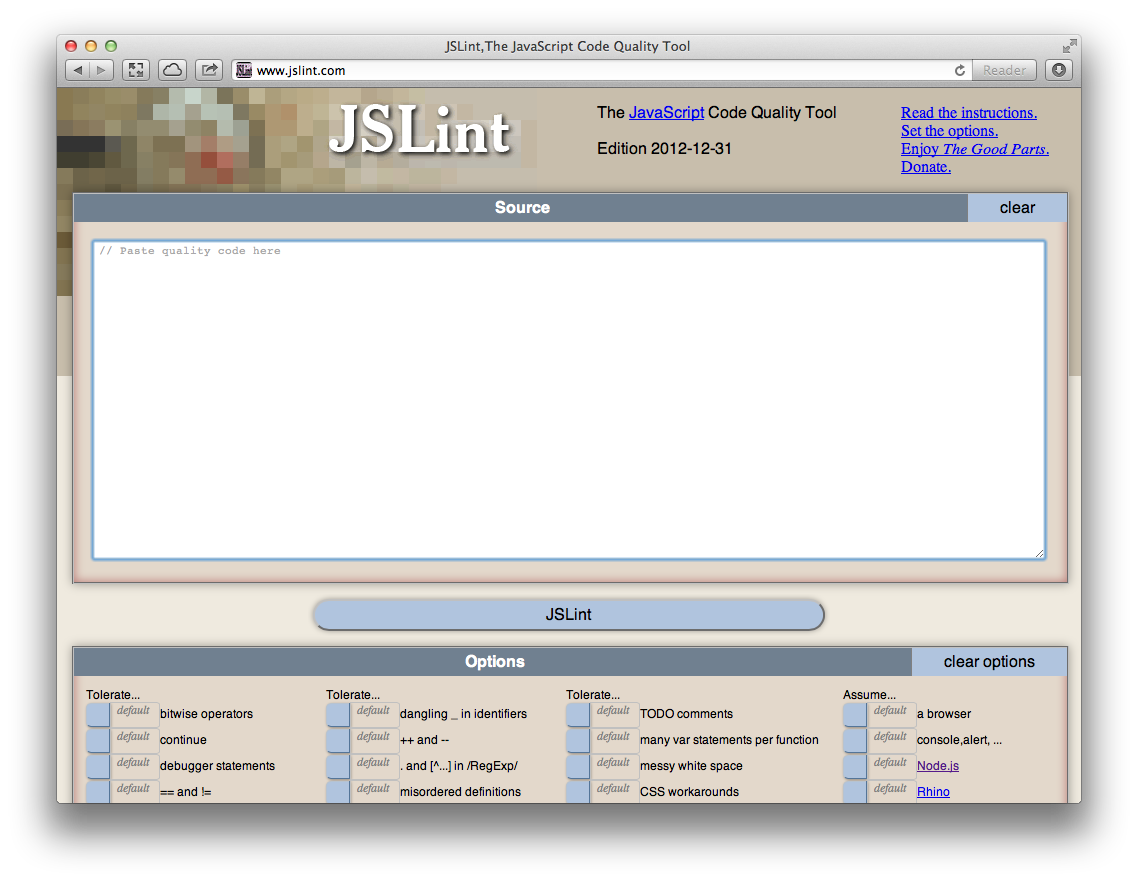 JSLint,The JavaScript Code Quality Tool
www.jslint.com
Reader
JSLint
The JavaScript Code Quality Tool
Edition 2012-12-31
Read the instructions.
Set the options.
Enjoy The Good Parts.
Donate.
Source
clear
// Paste quality code here
JSLint
Options
clear options
Tolerate...
default bitwise operators
default continue
default debugger statements
default == and !=
Tolerate...
default dangling _ in identifiers
default ++ and --
default . and [^...] in /RegExp/
default misordered definitions
Tolerate...
default TODO comments
default many var statements per function
default messy white space
default CSS workarounds
Assume...
default a browser
default console,alert, ...
default Node.js
default Rhino